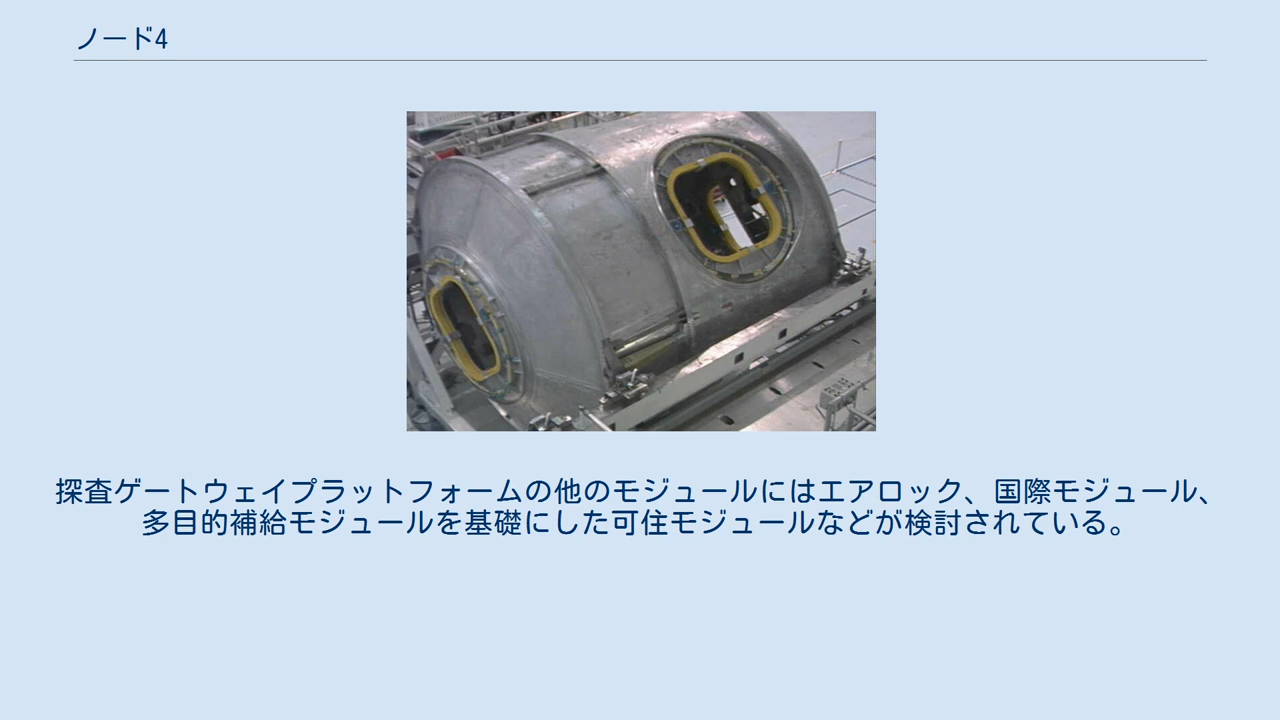 ノード4
探査ゲートウェイプラットフォームの他のモジュールにはエアロック、国際モジュール、
多目的補給モジュールを基礎にした可住モジュールなどが検討されている。